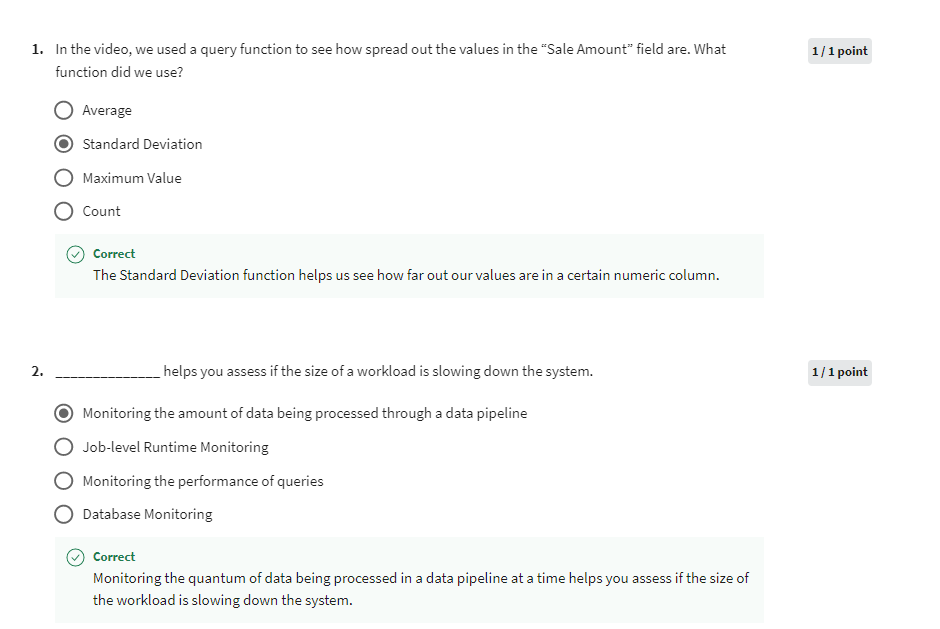 1. In the video, we used a query function to see how spread out the values in the “Sale Amount” field are. What
function did we use?
1 / 1 point
Average
Standard Deviation
Maximum Value
Count
Correct
The Standard Deviation function helps us see how far out our values are in a certain numeric column.
2. ______________ helps you assess if the size of a workload is slowing down the system.
1 / 1 point
Monitoring the amount of data being processed through a data pipeline
Job-level Runtime Monitoring
Monitoring the performance of queries
Database Monitoring
Correct
Monitoring the quantum of data being processed in a data pipeline at a time helps you assess if the size of
the workload is slowing down the system.